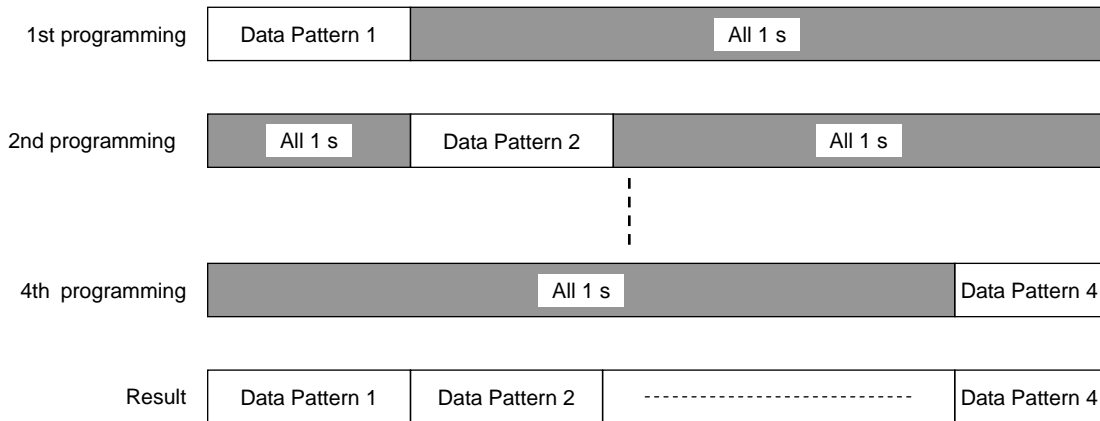 1st programming Data Pattern 1 All 1 s
2nd programming All 1 s Data Pattern 2 All 1 s
4th programming All 1 s Data Pattern 4
Result Data Pattern 1 Data Pattern 2 Data Pattern 4